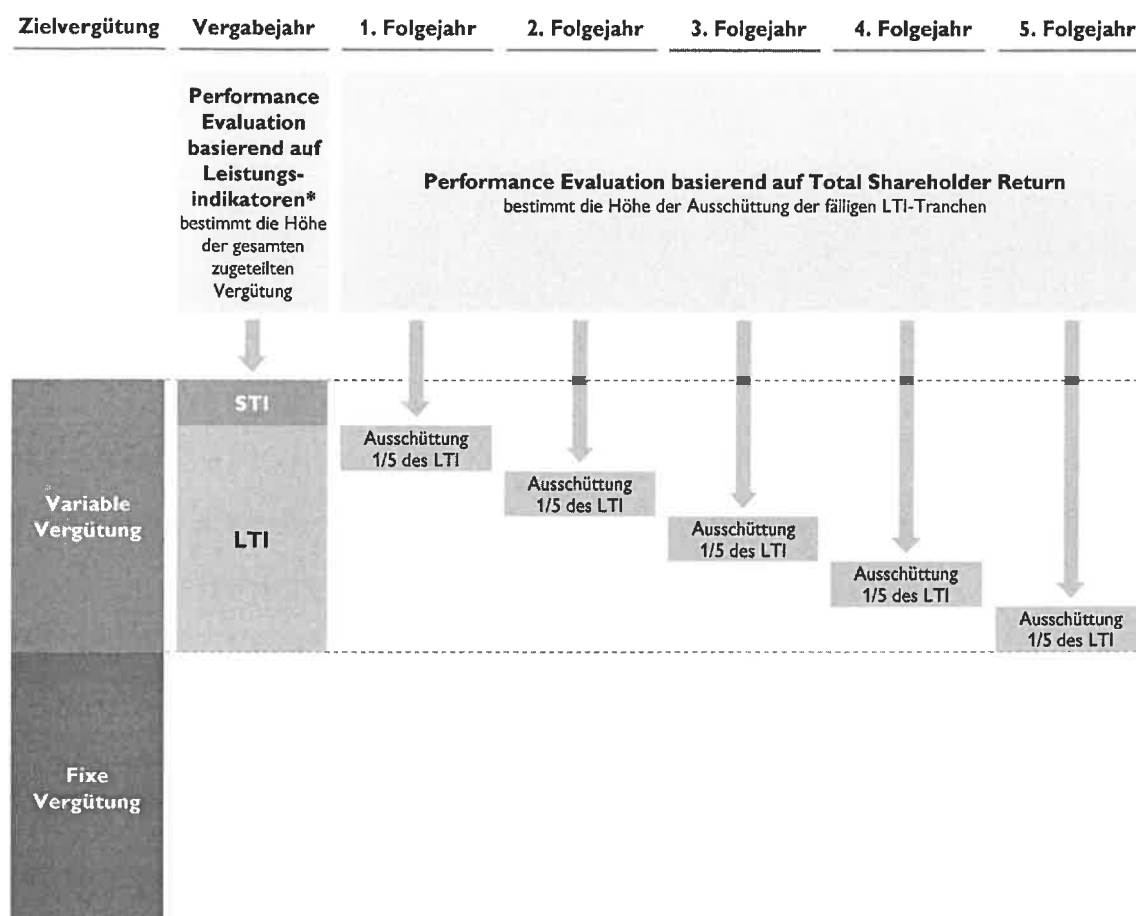 Zielvergütung Vergabejahr 1. Folgejahr 2. Folgejahr 3. Folgejahr 4. Folgejahr 5. Folgejahr
Performance
Evaluation
basierend auf
Leistungs-
indikatoren*
bestimmt die Höhe
der gesamten
zugeteilten
Vergütung
Performance Evaluation basierend auf Total Shareholder Return
bestimmt die Höhe der Ausschüttung der fälligen LTI-Tranchen
Variable
Vergütung
STI
LTI
Ausschüttung
1/5 des LTI
Ausschüttung
1/5 des LTI
Ausschüttung
1/5 des LTI
Ausschüttung
1/5 des LTI
Ausschüttung
1/5 des LTI
Fixe
Vergütung